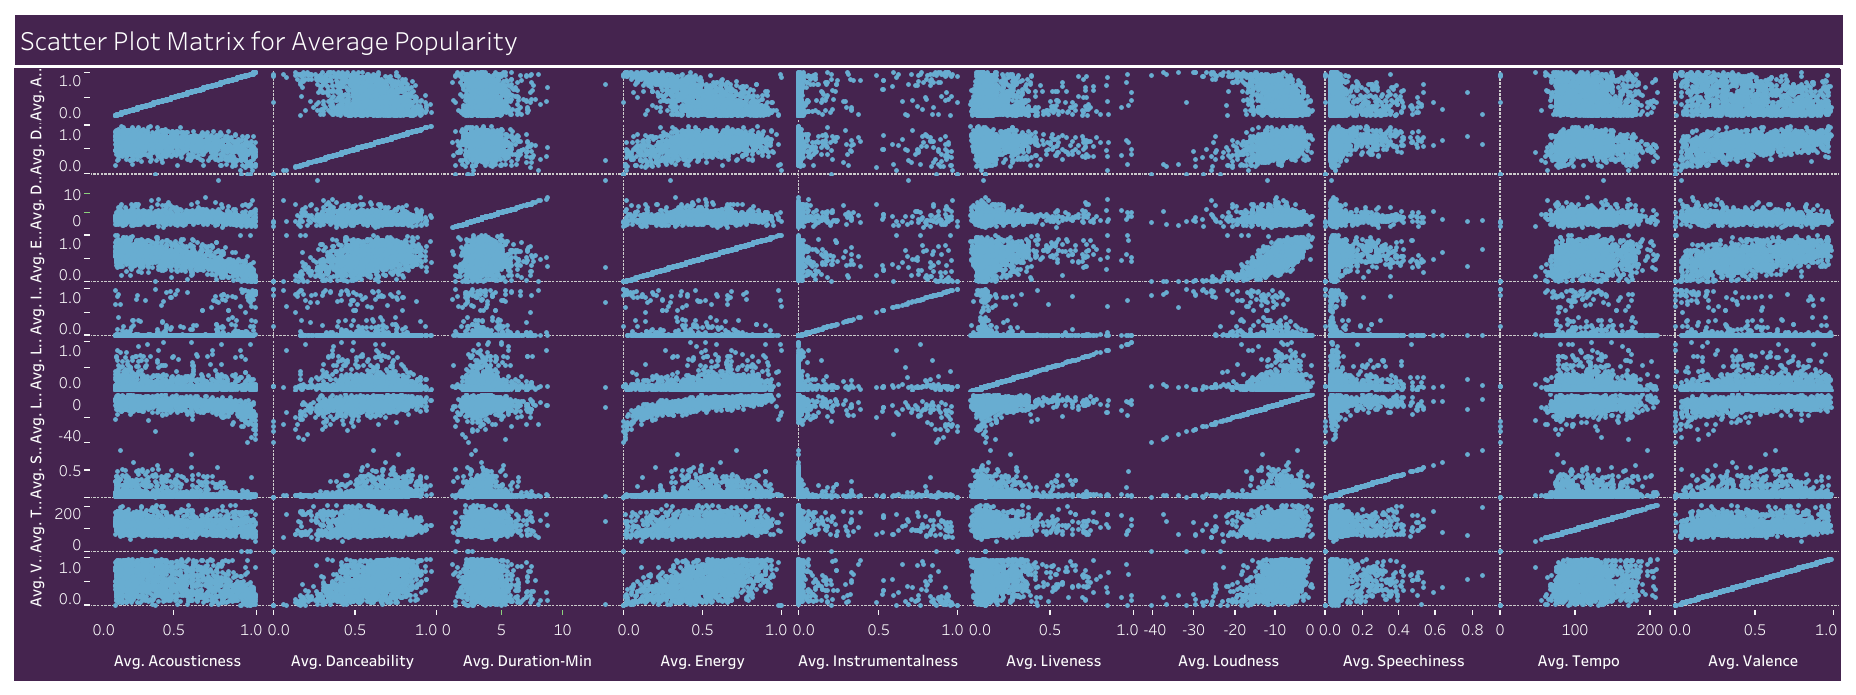 Scatter Plot Matrix for Average Popularity
Avg. A..
1.0
0.0
Avg. D..
1.0
0.0
Avg. D..
10
0
Avg. E..
1.0
0.0
Avg. I..
1.0
0.0
Avg. L..
1.0
0.0
Avg. L..
0
-40
Avg. S..
0.5
Avg. T..
200
0
Avg. V..
1.0
0.0
0.0 0.5 1.0 0.0 0.5 1.0 0 5 10 0.0 0.5 1.0 0.0 0.5 1.0 0.0 0.5 1.0 -40 -30 -20 -10 0 0.0 0.2 0.4 0.6 0.8 0 100 200 0.0 0.5 1.0
Avg. Acousticness Avg. Danceability Avg. Duration-Min Avg. Energy Avg. Instrumentalness Avg. Liveness Avg. Loudness Avg. Speechiness Avg. Tempo Avg. Valence